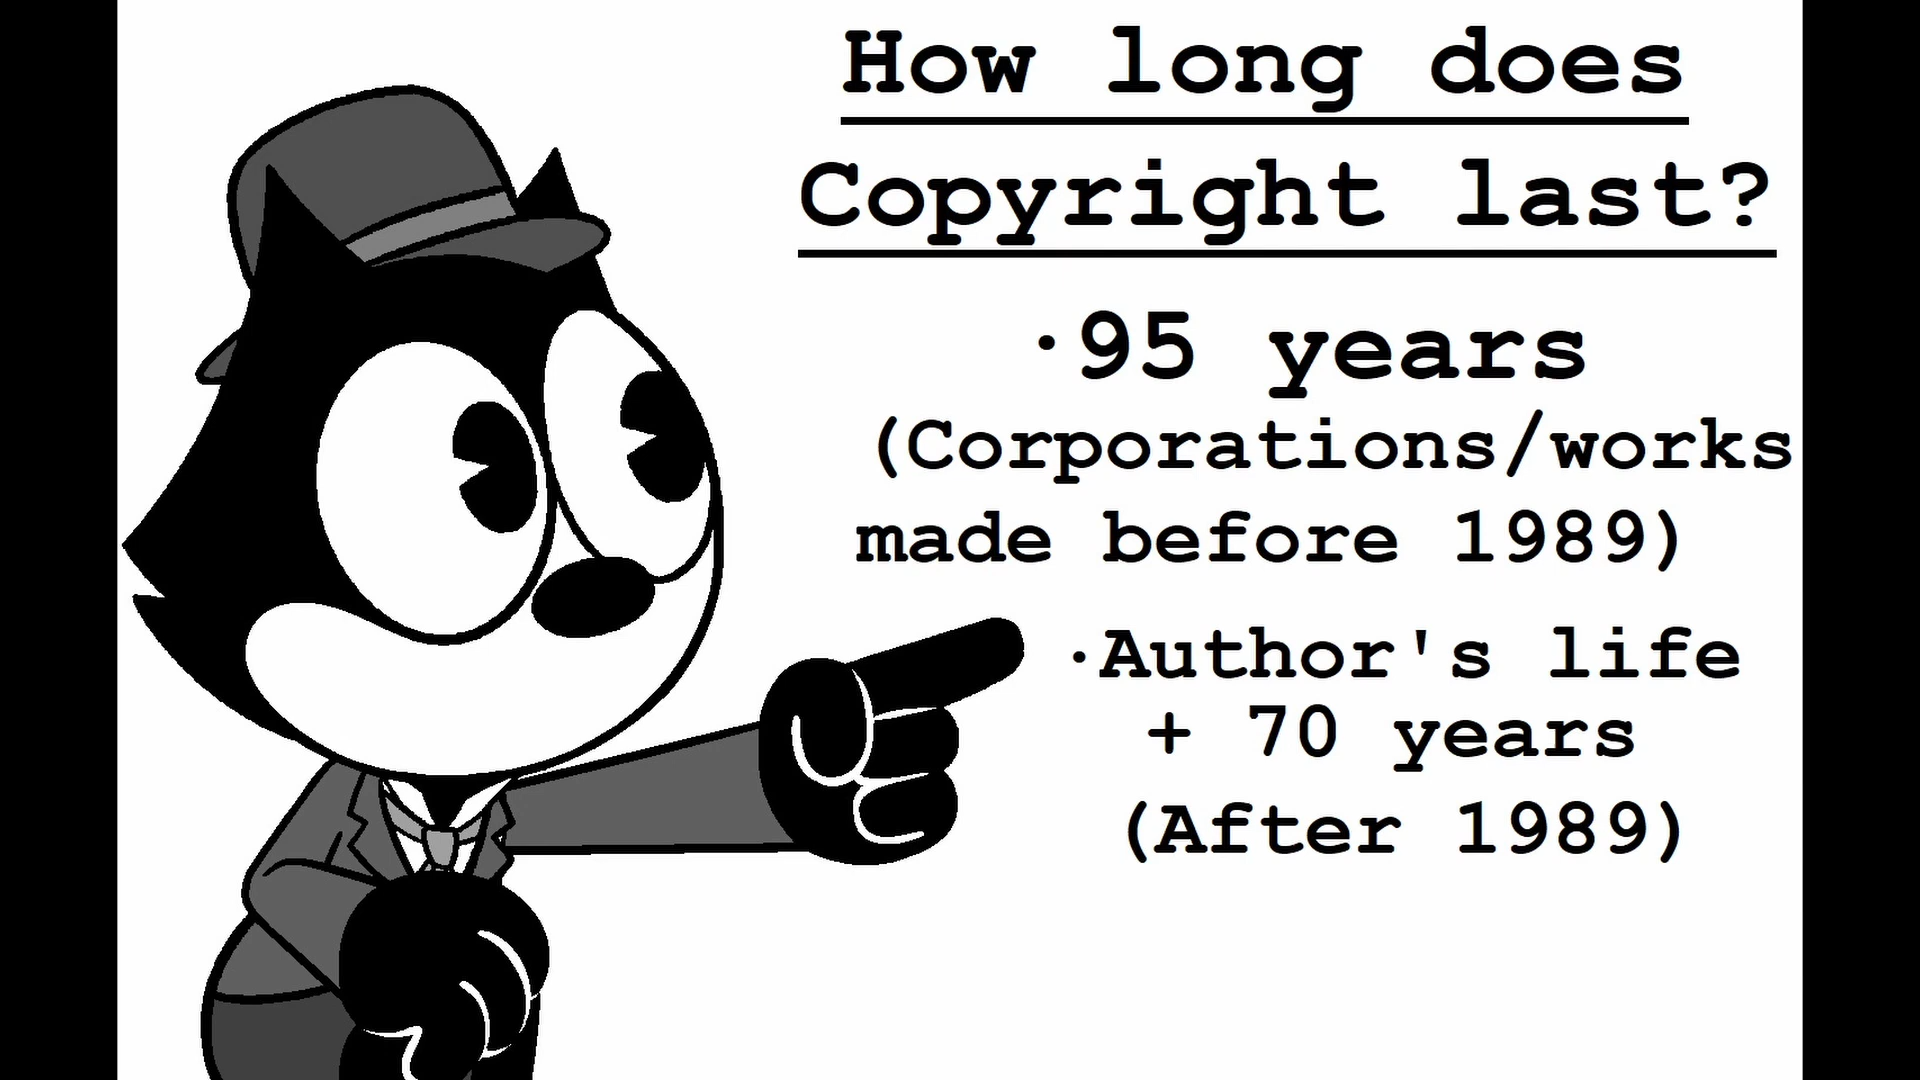 How long does
Copyright last?
·95 years
(Corporations/works
made before 1989)
·Author's life
+ 70 years
(After 1989)